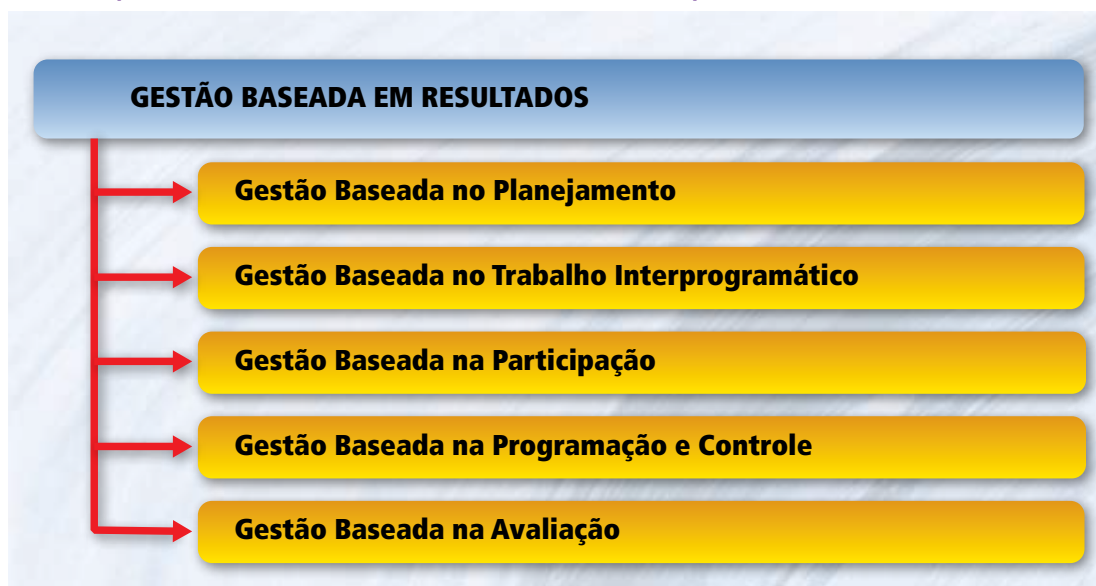 GESTÃO BASEADA EM RESULTADOS
Gestão Baseada no Planejamento
Gestão Baseada no Trabalho Interprogramático
Gestão Baseada na Participação
Gestão Baseada na Programação e Controle
Gestão Baseada na Avaliação